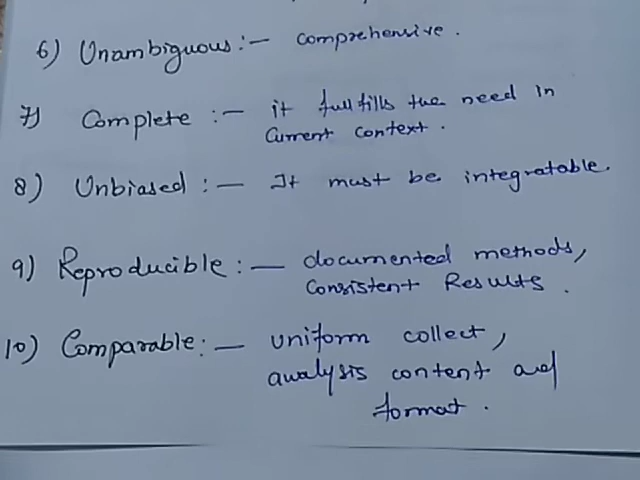 6) Unambiguous :- comprehensive.
7) Complete :- it fullfills the need in
current context.
8) Unbiased :- It must be integratable.
9) Reproducible :- documented methods,
Consistent Results.
10) Comparable :- uniform collect,
analysis content and
format.